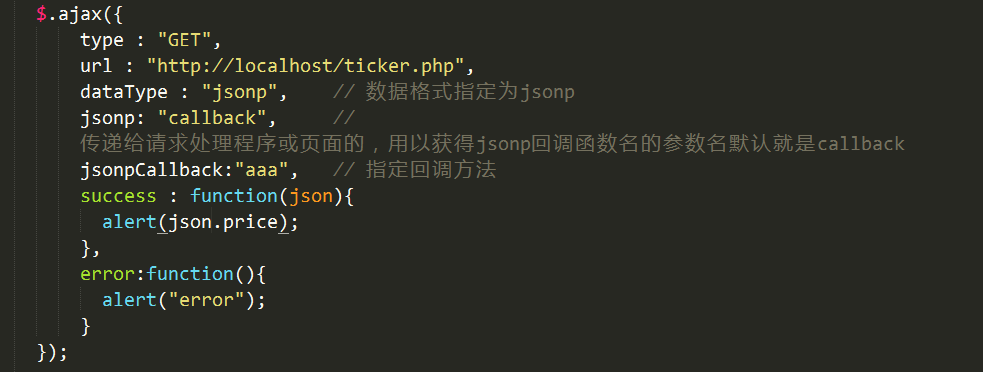 $.ajax({
type : "GET",
url : "http://localhost/ticker.php",
dataType : "jsonp",    // 数据格式指定为jsonp
jsonp: "callback",     //
传递给请求处理程序或页面的，用以获得jsonp回调函数名的参数名默认就是callback
jsonpCallback:"aaa",   // 指定回调方法
success : function(json){
alert(json.price);
},
error:function(){
alert("error");
}
});